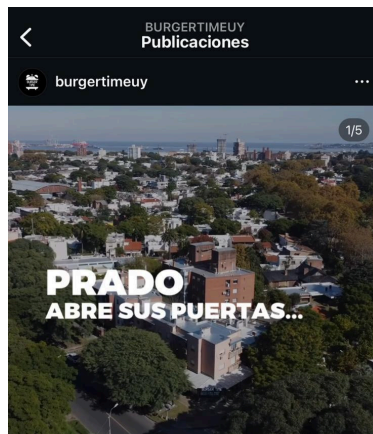 BURGERTIMEUY
Publicaciones
burgertimeuy
1/5
PRADO
ABRE SUS PUERTAS...